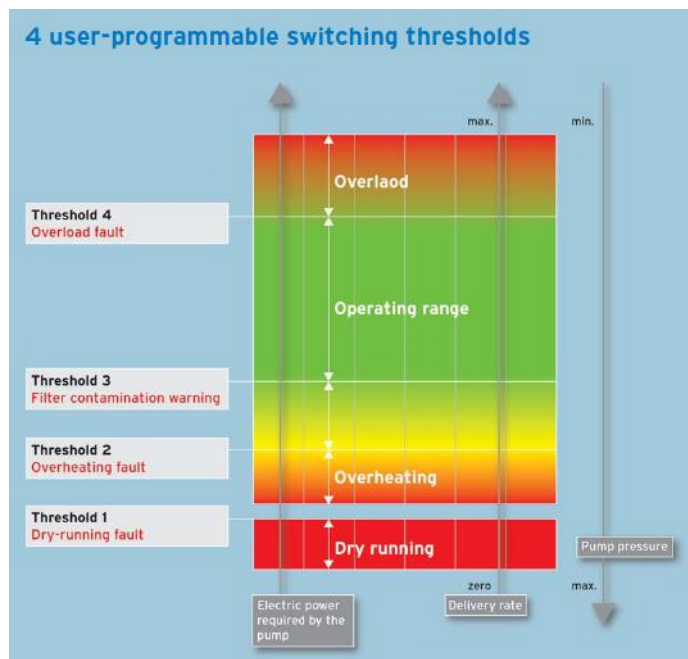 4 user-programmable switching thresholds
max.
min.
Overlaod
Threshold 4
Overload fault
Operating range
Threshold 3
Filter contamination warning
Threshold 2
Overheating fault
Overheating
Threshold 1
Dry-running fault
Dry running
Pump pressure
zero
max.
Electric power
required by the
pump
Delivery rate